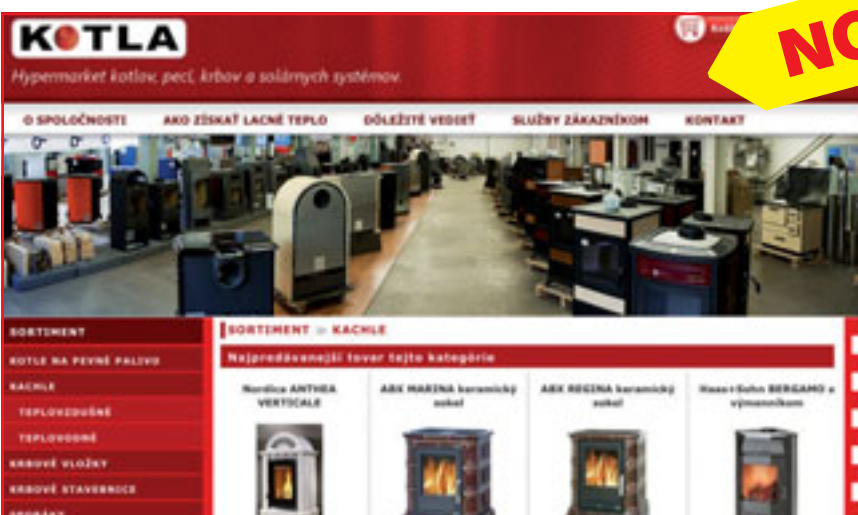 KOTLA
NO
Hypermarket kotlov, pecí, krbov a solárnych systémov.
O SPOLOČNOSTI AKO ZÍSKAŤ LACNÉ TEPLO DÔLEŽITÉ VEDIEŤ SLUŽBY ZÁKAZNÍKOM KONTAKT
SORTIMENT
KOTLE NA PEVNÉ PALIVO
KACHLE
TEPLOVZDUŠNÉ
TEPLOVODNÉ
KRBOVÉ VLOŽKY
KRBOVÉ STAVEBNICE
SPORÁKY
SORTIMENT » KACHLE
Najpredávanejší tovar tejto kategórie
Nordica ANTHEA
VERTICALE
ABX MARINA keramický
sokel
ABX REGINA keramický
sokel
Haas+Sohn BERGAMO s
výmenníkom